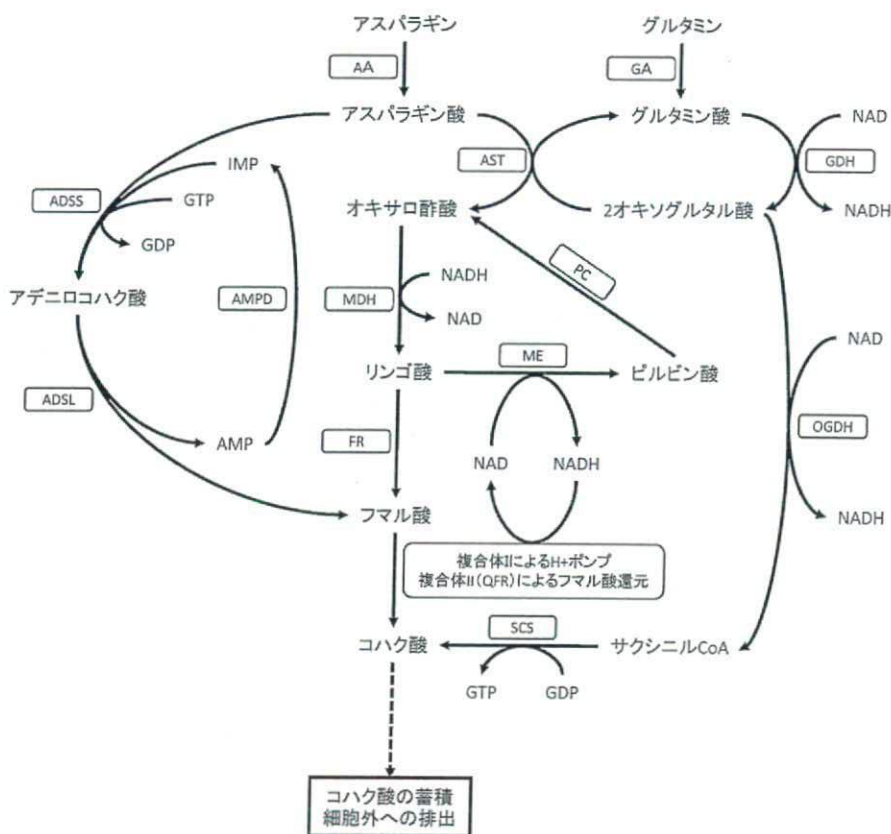 アスパラギン
グルタミン
AA
GA
アスパラギン酸
グルタミン酸
NAD
AST
GDH
IMP
ADSS
GTP
オキサロ酢酸
2オキソグルタル酸
NADH
GDP
PC
アデニロコハク酸
AMPD
MDH
NADH
NAD
ME
NAD
リンゴ酸
ピルビン酸
ADSL
OGDH
FR
AMP
NAD
NADH
フマル酸
NADH
複合体IによるH+ポンプ
複合体II(QFR)によるフマル酸還元
SCS
コハク酸
サクシニルCoA
GTP
GDP
コハク酸の蓄積
細胞外への排出